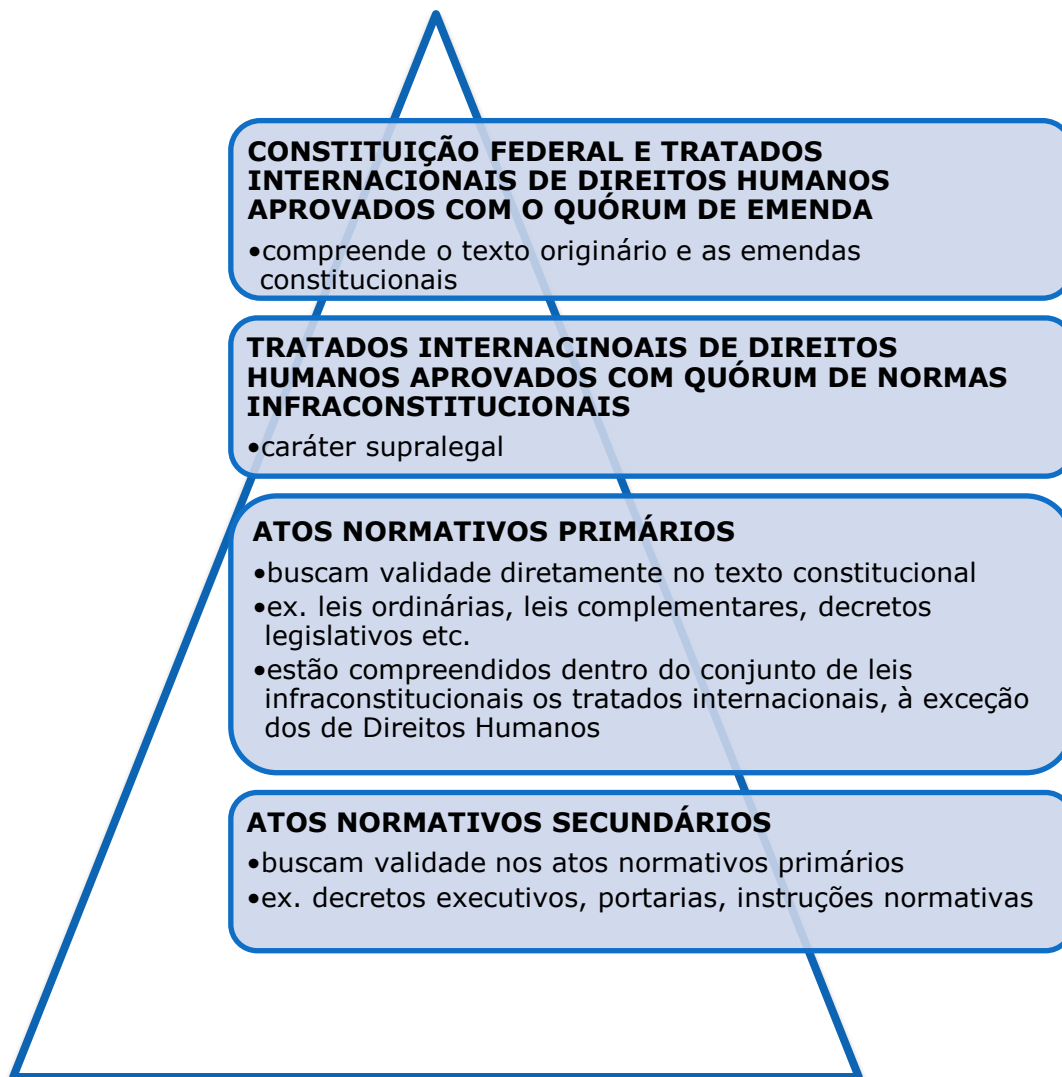 CONSTITUIÇÃO FEDERAL E TRATADOS
INTERNACIONAIS DE DIREITOS HUMANOS
APROVADOS COM O QUÓRUM DE EMENDA
•compreende o texto originário e as emendas
constitucionais
TRATADOS INTERNACINOAIS DE DIREITOS
HUMANOS APROVADOS COM QUÓRUM DE NORMAS
INFRACONSTITUCIONAIS
•caráter supralegal
ATOS NORMATIVOS PRIMÁRIOS
•buscam validade diretamente no texto constitucional
•ex. leis ordinárias, leis complementares, decretos
legislativos etc.
•estão compreendidos dentro do conjunto de leis
infraconstitucionais os tratados internacionais, à exceção
dos de Direitos Humanos
ATOS NORMATIVOS SECUNDÁRIOS
•buscam validade nos atos normativos primários
•ex. decretos executivos, portarias, instruções normativas